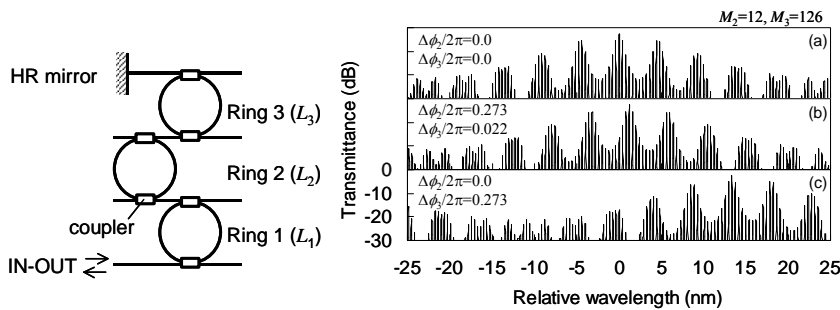 HR mirror
Ring 3 (L₃)
Ring 2 (L₂)
coupler
Ring 1 (L₁)
IN-OUT
M₂=12, M₃=126
Transmittance (dB)
Δϕ₂/2π=0.0
Δϕ₃/2π=0.0
(a)
Δϕ₂/2π=0.273
Δϕ₃/2π=0.022
(b)
Δϕ₂/2π=0.0
Δϕ₃/2π=0.273
(c)
0
-10
-20
-30
-25 -20 -15 -10 -5 0 5 10 15 20 25
Relative wavelength (nm)